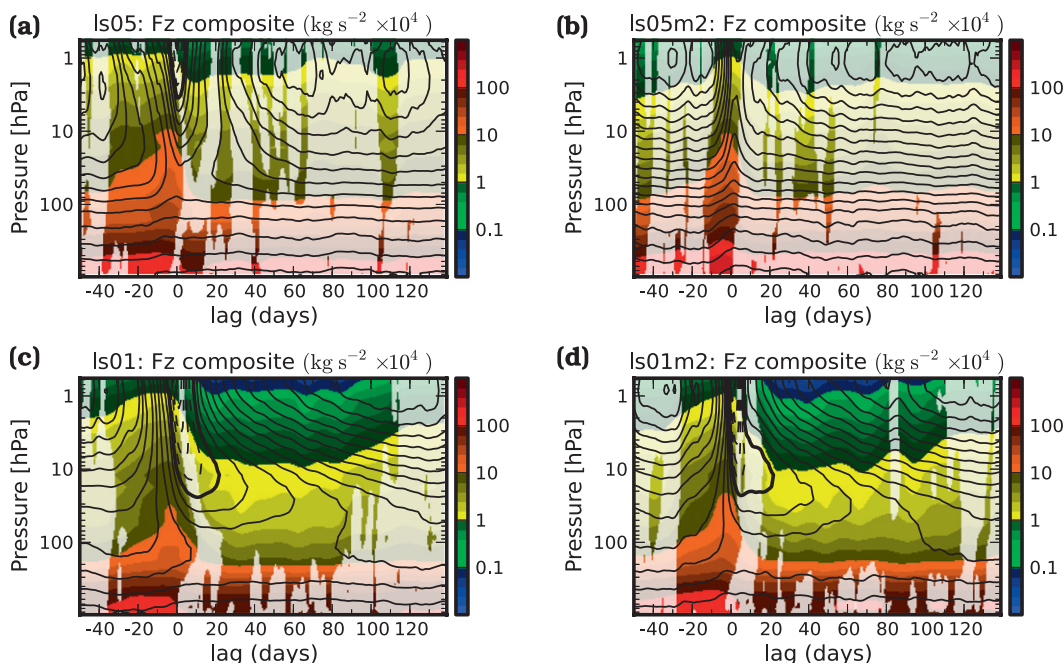 (a) ls05: Fz composite (kg s⁻² ×10⁴ )
Pressure [hPa]
1
10
100
-40 -20 0 20 40 60 80 100 120
lag (days)
100
10
1
0.1
(b) ls05m2: Fz composite (kg s⁻² ×10⁴ )
Pressure [hPa]
1
10
100
-40 -20 0 20 40 60 80 100 120
lag (days)
100
10
1
0.1
(c) ls01: Fz composite (kg s⁻² ×10⁴ )
Pressure [hPa]
1
10
100
-40 -20 0 20 40 60 80 100 120
lag (days)
100
10
1
0.1
(d) ls01m2: Fz composite (kg s⁻² ×10⁴ )
Pressure [hPa]
1
10
100
-40 -20 0 20 40 60 80 100 120
lag (days)
100
10
1
0.1